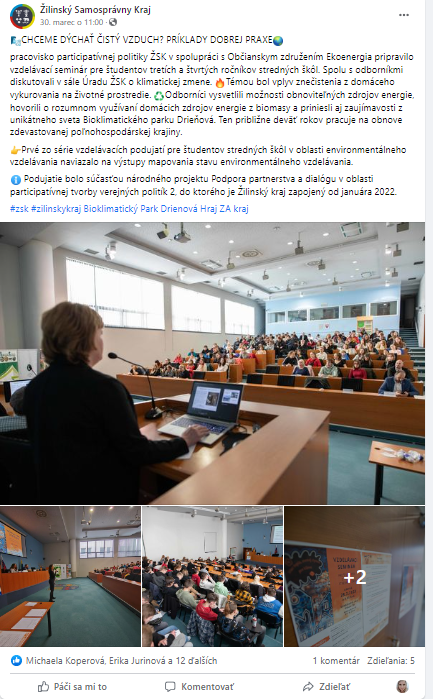 Žilinský Samosprávny Kraj
30. marec o 11:00 ·
CHCEME DÝCHAŤ ČISTÝ VZDUCH? PRÍKLADY DOBREJ PRAXE
pracovisko participatívnej politiky ŽSK v spolupráci s Občianskym združením Ekoenergia pripravilo
vzdelávací seminár pre študentov tretích a štvrtých ročníkov stredných škôl. Spolu s odborníkmi
diskutovali v sále Úradu ŽSK o klimatickej zmene. 🔥Témou bol vplyv znečistenia z domáceho
vykurovania na životné prostredie. ♻Odborníci vysvetlili možnosti obnoviteľných zdrojov energie,
hovorili o rozumnom využívaní domácich zdrojov energie z biomasy a priniesli aj zaujímavosti z
unikátneho sveta Bioklimatického parku Drieňová. Ten približne deväť rokov pracuje na obnove
zdevastovanej poľnohospodárskej krajiny.
👉Prvé zo série vzdelávacích podujatí pre študentov stredných škôl v oblasti environmentálneho
vzdelávania naviazalo na výstupy mapovania stavu environmentálneho vzdelávania.
ℹ Podujatie bolo súčasťou národného projektu Podpora partnerstva a dialógu v oblasti
participatívnej tvorby verejných politík 2, do ktorého je Žilinský kraj zapojený od januára 2022.
#zsk #zilinskykraj Bioklimatický Park Drienová Hraj ZA kraj
VZDELÁVACÍ
SEMINÁR
+2
Michaela Koperová, Erika Jurinová a 12 ďalších
1 komentár Zdieľania: 5
Páči sa mi to Komentovať Zdieľať